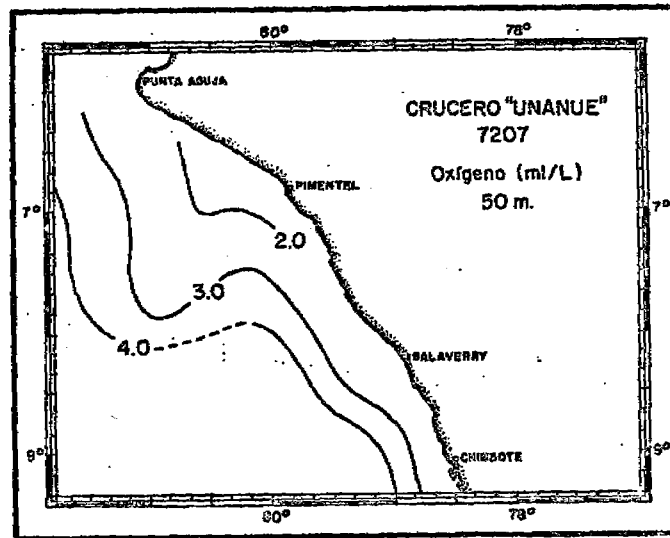 80° 78°
PUNTA AGUJA
CRUCERO "UNANUE"
7207
Oxígeno (ml/L)
50 m.
PIMENTEL
7° 7°
2.0
3.0
4.0
SALAVERRY
CHIMBOTE
9° 9°
80° 78°